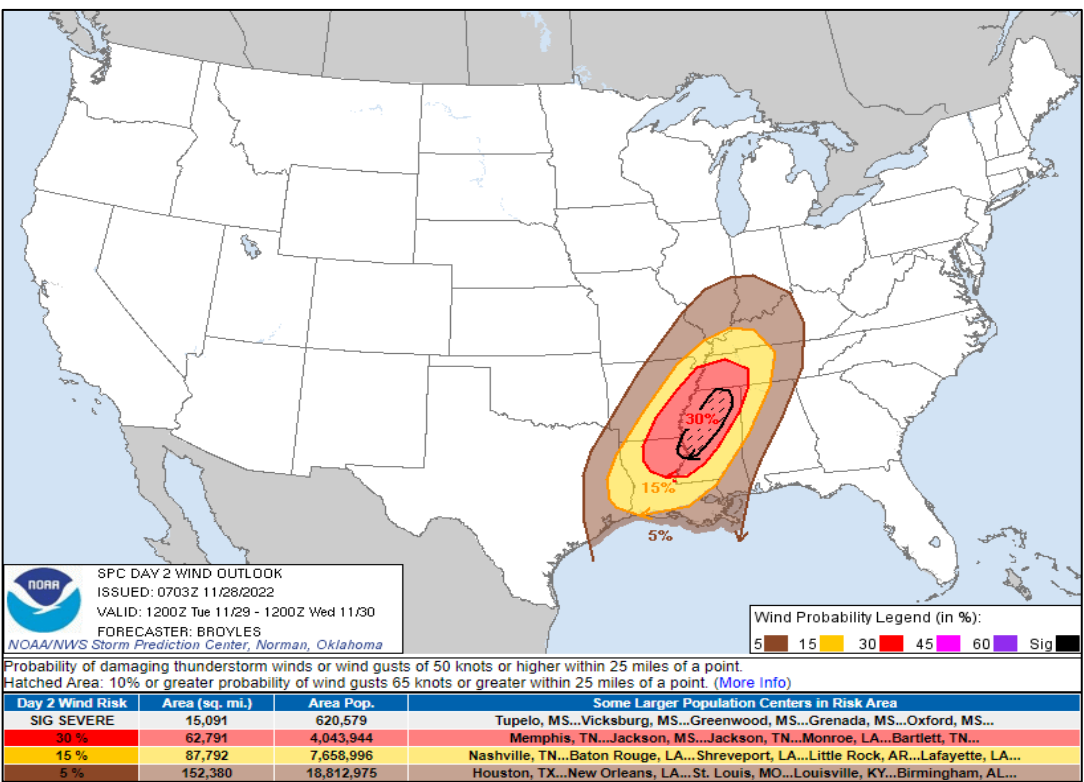 30%
15%
5%
NOAA
SPC DAY 2 WIND OUTLOOK
ISSUED: 0703Z 11/28/2022
VALID: 1200Z Tue 11/29 - 1200Z Wed 11/30
FORECASTER: BROYLES
NOAA/NWS Storm Prediction Center, Norman, Oklahoma
Wind Probability Legend (in %):
5 15 30 45 60 Sig
Probability of damaging thunderstorm winds or wind gusts of 50 knots or higher within 25 miles of a point.
Hatched Area: 10% or greater probability of wind gusts 65 knots or greater within 25 miles of a point. (More Info)
Day 2 Wind Risk Area (sq. mi.) Area Pop. Some Larger Population Centers in Risk Area
SIG SEVERE 15,091 620,579 Tupelo, MS...Vicksburg, MS...Greenwood, MS...Grenada, MS...Oxford, MS...
30 % 62,791 4,043,944 Memphis, TN...Jackson, MS...Jackson, TN...Monroe, LA...Bartlett, TN...
15 % 87,792 7,658,996 Nashville, TN...Baton Rouge, LA...Shreveport, LA...Little Rock, AR...Lafayette, LA...
5 % 152,380 18,812,975 Houston, TX...New Orleans, LA...St. Louis, MO...Louisville, KY...Birmingham, AL...